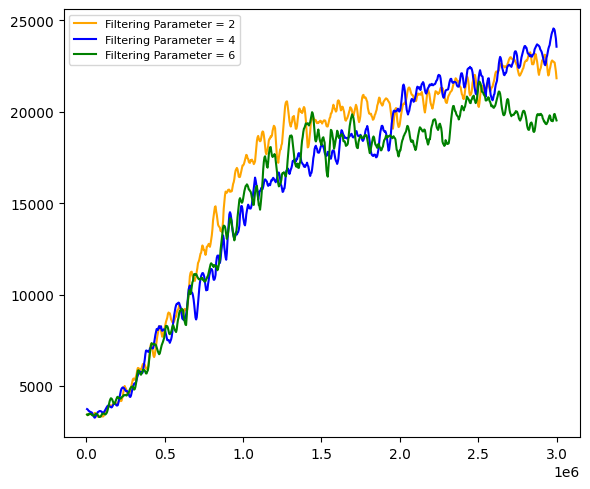 Filtering Parameter = 2
Filtering Parameter = 4
Filtering Parameter = 6
25000
20000
15000
10000
5000
0.0 0.5 1.0 1.5 2.0 2.5 3.0
1e6